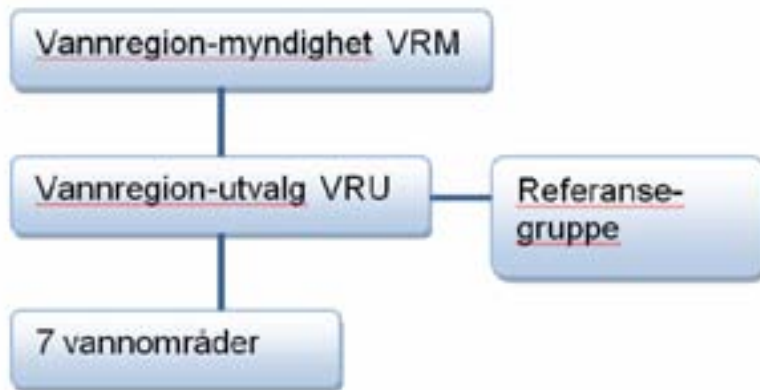 Vannregion-myndighet VRM
Vannregion-utvalg VRU
Referanse-
gruppe
7 vannområder